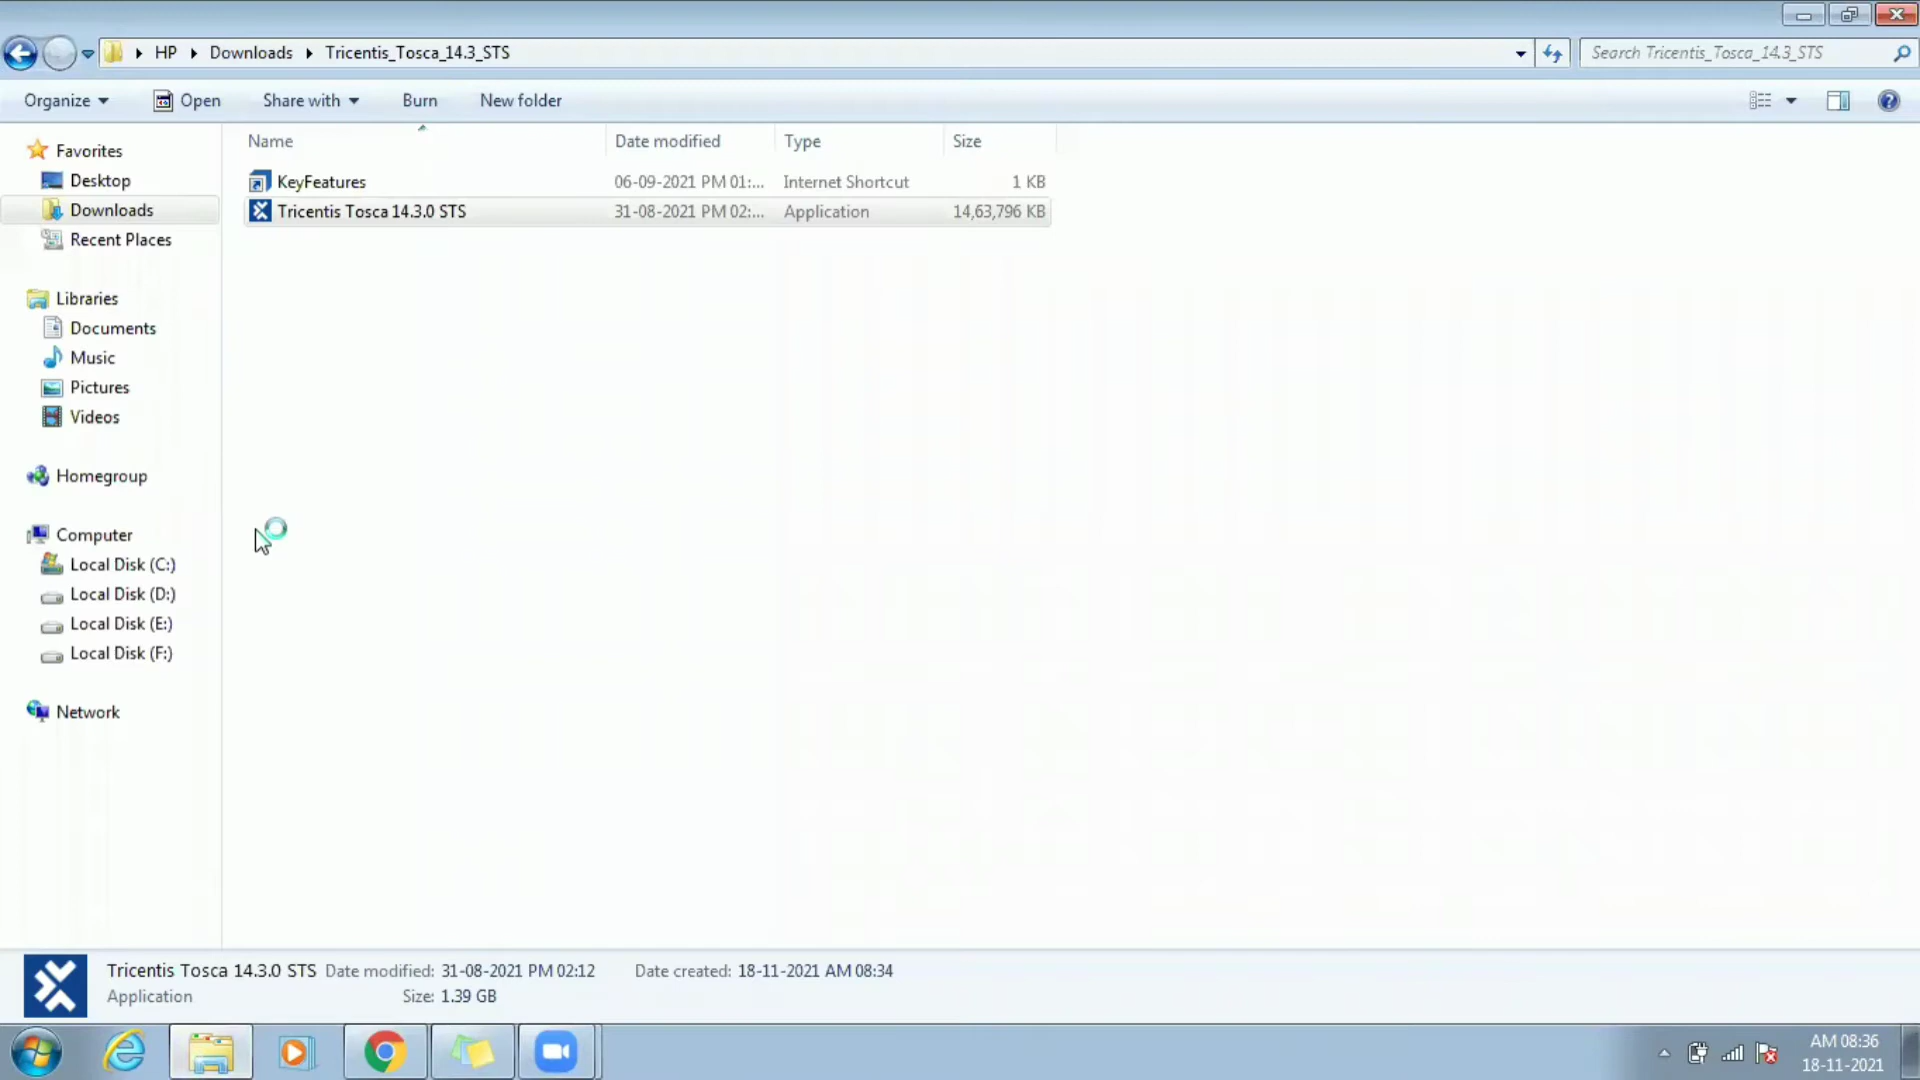 HP Downloads Tricentis_Tosca_14.3_STS Search Tricentis_Tosca_14.3_STS
Organize Open Share with Burn New folder
Favorites
Desktop
Downloads
Recent Places
Libraries
Documents
Music
Pictures
Videos
Homegroup
Computer
Local Disk (C:)
Local Disk (D:)
Local Disk (E:)
Local Disk (F:)
Network
Name Date modified Type Size
KeyFeatures 06-09-2021 PM 01:... Internet Shortcut 1 KB
Tricentis Tosca 14.3.0 STS 31-08-2021 PM 02:... Application 14,63,796 KB
Tricentis Tosca 14.3.0 STS Date modified: 31-08-2021 PM 02:12 Date created: 18-11-2021 AM 08:34
Application Size: 1.39 GB
AM 08:36
18-11-2021